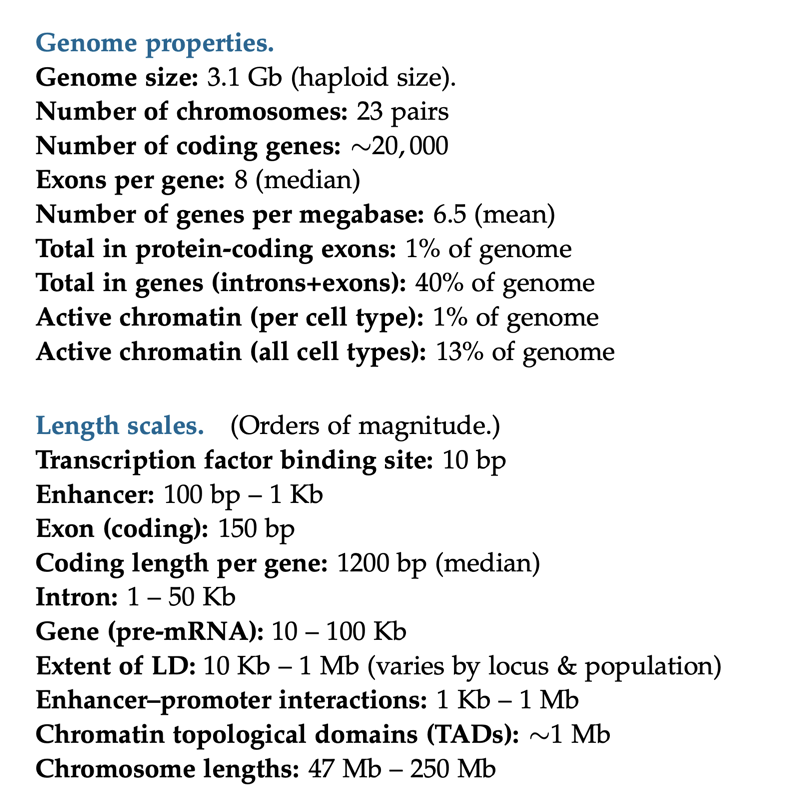 Genome properties.
Genome size: 3.1 Gb (haploid size).
Number of chromosomes: 23 pairs
Number of coding genes: ∼20,000
Exons per gene: 8 (median)
Number of genes per megabase: 6.5 (mean)
Total in protein-coding exons: 1% of genome
Total in genes (introns+exons): 40% of genome
Active chromatin (per cell type): 1% of genome
Active chromatin (all cell types): 13% of genome
Length scales. (Orders of magnitude.)
Transcription factor binding site: 10 bp
Enhancer: 100 bp – 1 Kb
Exon (coding): 150 bp
Coding length per gene: 1200 bp (median)
Intron: 1 – 50 Kb
Gene (pre-mRNA): 10 – 100 Kb
Extent of LD: 10 Kb – 1 Mb (varies by locus & population)
Enhancer–promoter interactions: 1 Kb – 1 Mb
Chromatin topological domains (TADs): ∼1 Mb
Chromosome lengths: 47 Mb – 250 Mb